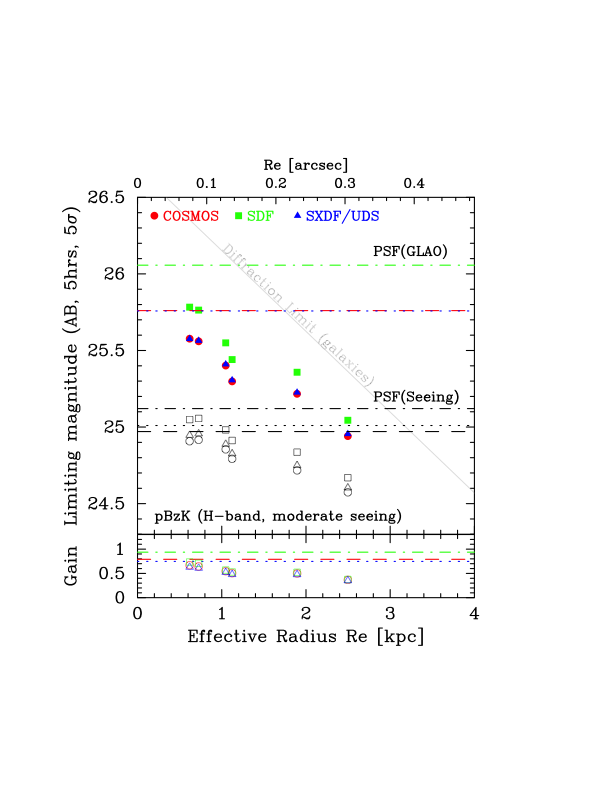 Re [arcsec]
0 0.1 0.2 0.3 0.4
26.5
COSMOS SDF SXDF/UDS
PSF(GLAO)
Diffraction Limit (galaxies)
26
25.5
PSF(Seeing)
25
24.5
pBzK (H-band, moderate seeing)
Limiting magnitude (AB, 5hrs, 5σ)
1
0.5
0
Gain
0 1 2 3 4
Effective Radius Re [kpc]